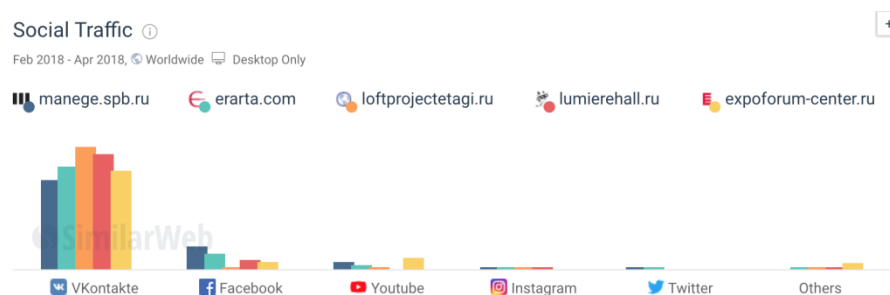 Social Traffic
Feb 2018 - Apr 2018, Worldwide Desktop Only
manege.spb.ru erarta.com loftprojectetagi.ru lumierehall.ru expoforum-center.ru
SimilarWeb
VKontakte Facebook Youtube Instagram Twitter Others